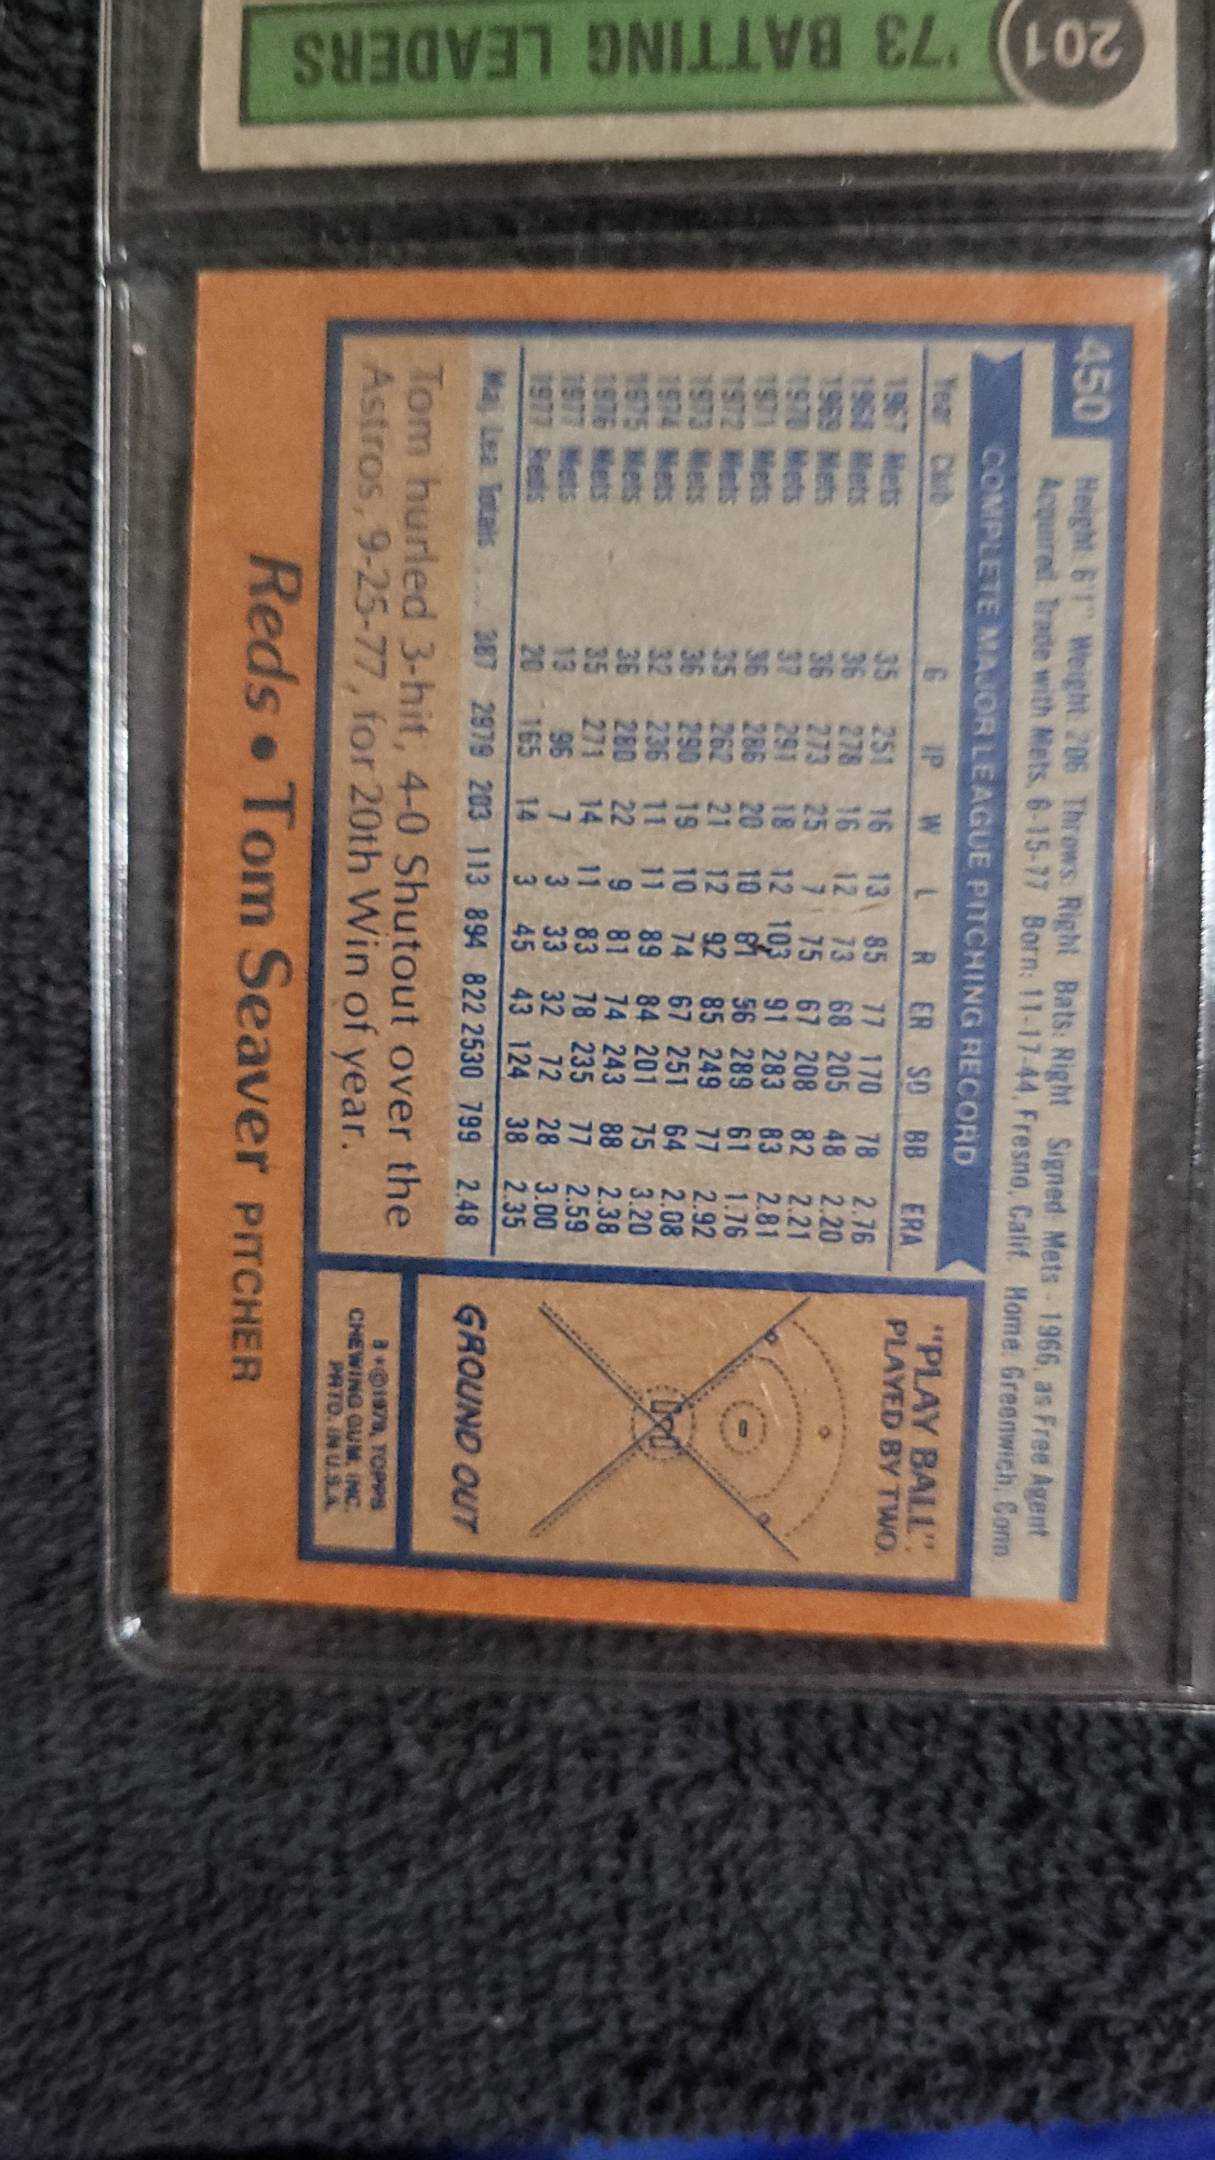 '73 BATTING LEADERS 201
450
Height: 6'1" Weight: 206 Throws: Right Bats: Right Signed: Mets - 1966, as Free Agent
Acquired: Trade with Mets, 6-15-77 Born: 11-17-44, Fresno, Calif. Home: Greenwich, Conn.
COMPLETE MAJOR LEAGUE PITCHING RECORD
Year Club G IP W L R ER SO BB ERA
1967 Mets 35 251 16 13 85 77 170 78 2.76
1968 Mets 36 278 16 12 73 68 205 48 2.20
1969 Mets 36 273 25 7 75 67 208 82 2.21
1970 Mets 37 291 18 12 103 91 283 83 2.81
1971 Mets 36 286 20 10 61 56 289 61 1.76
1972 Mets 35 262 21 12 92 85 249 77 2.92
1973 Mets 36 290 19 10 74 67 251 64 2.08
1974 Mets 32 236 11 11 89 84 201 75 3.20
1975 Mets 36 280 22 9 81 74 243 88 2.38
1976 Mets 35 271 14 11 83 78 235 77 2.59
1977 Mets 13 96 7 3 33 32 72 28 3.00
1977 Reds 20 165 14 3 45 43 124 38 2.35
Maj. Lea. Totals.... 387 2979 203 113 894 822 2530 799 2.48
Tom hurled 3-hit, 4-0 Shutout over the
Astros, 9-25-77, for 20th Win of year.
"PLAY BALL"
PLAYED BY TWO.
GROUND OUT
B*©1978, TOPPS
CHEWING GUM, INC.
PRTD. IN U.S.A.
Reds • Tom Seaver PITCHER